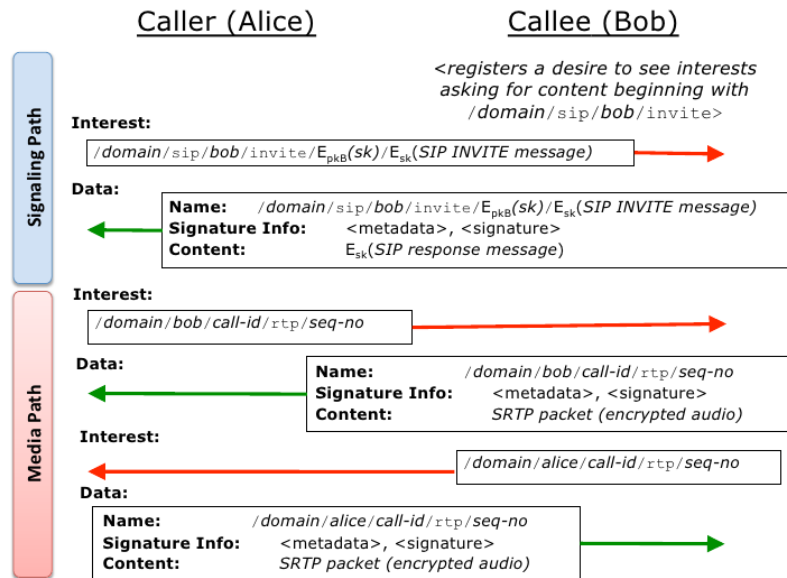 Caller (Alice)
Callee (Bob)
<registers a desire to see interests
asking for content beginning with
/domain/sip/bob/invite>
Signaling Path
Interest:
/domain/sip/bob/invite/EpkB(sk)/Esk(SIP INVITE message)
Data:
Name: /domain/sip/bob/invite/EpkB(sk)/Esk(SIP INVITE message)
Signature Info: <metadata>, <signature>
Content: Esk(SIP response message)
Media Path
Interest:
/domain/bob/call-id/rtp/seq-no
Data:
Name: /domain/bob/call-id/rtp/seq-no
Signature Info: <metadata>, <signature>
Content: SRTP packet (encrypted audio)
Interest:
/domain/alice/call-id/rtp/seq-no
Data:
Name: /domain/alice/call-id/rtp/seq-no
Signature Info: <metadata>, <signature>
Content: SRTP packet (encrypted audio)